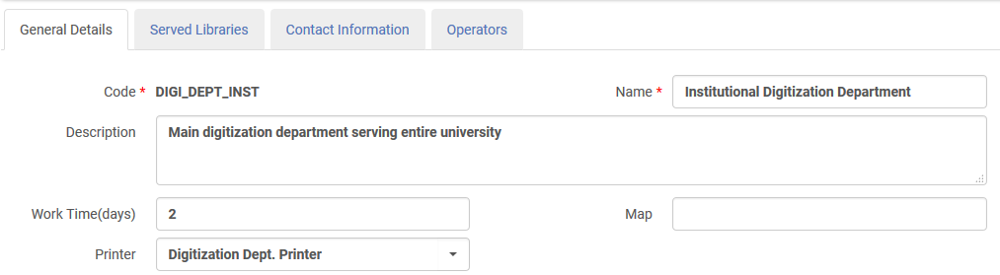 General Details Served Libraries Contact Information Operators
Code * DIGI_DEPT_INST Name * Institutional Digitization Department
Description Main digitization department serving entire university
Work Time(days) 2 Map
Printer Digitization Dept. Printer